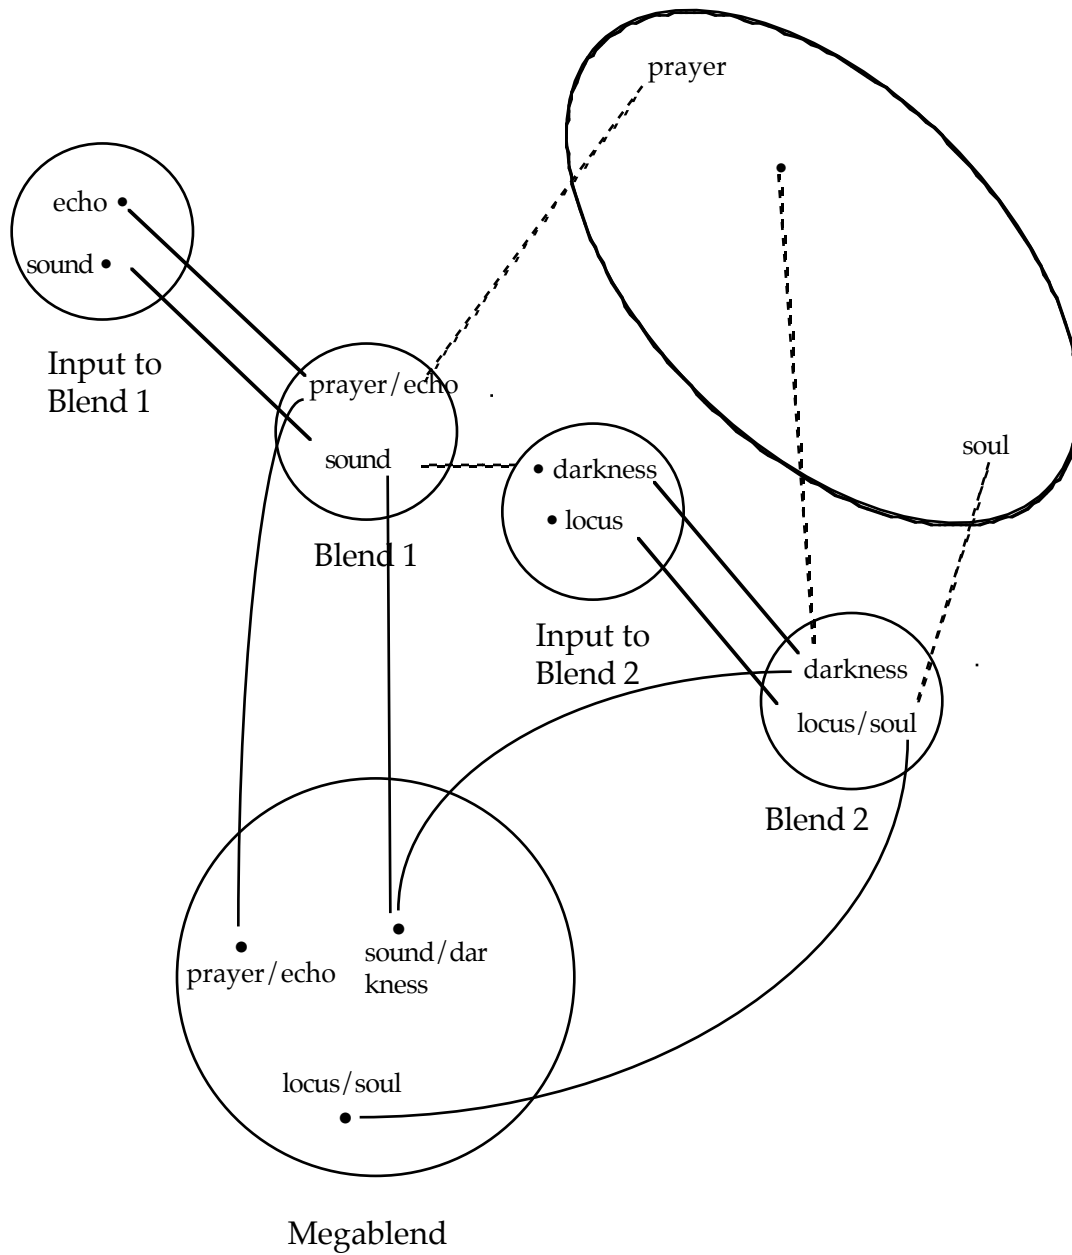 prayer
echo
sound
Input to
Blend 1
prayer/echo
sound
Blend 1
soul
darkness
locus
Input to
Blend 2
darkness
locus/soul
Blend 2
sound/dar
kness
prayer/echo
locus/soul
Megablend